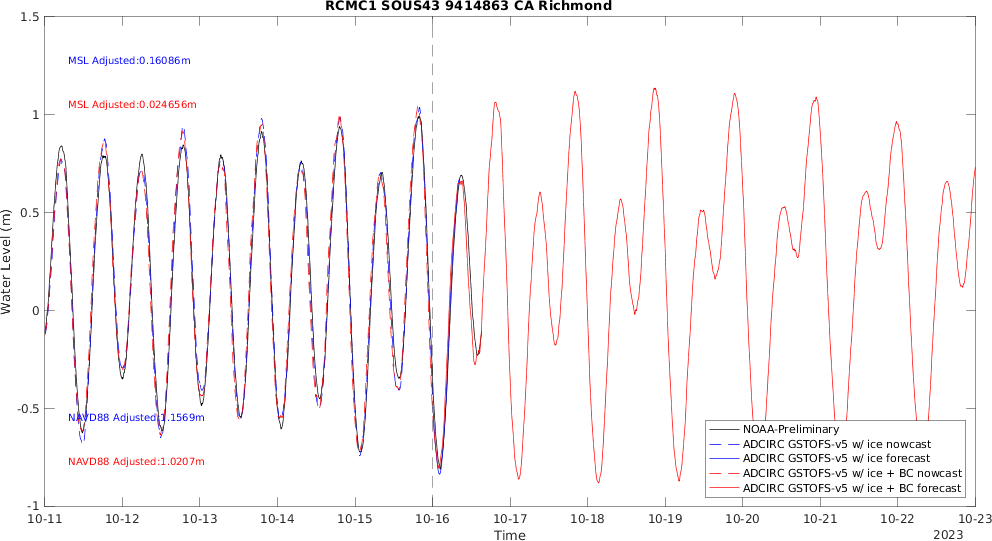 RCMC1 SOUS43 9414863 CA Richmond
1.5
MSL Adjusted:0.16086m
MSL Adjusted:0.024656m
1
0.5
Water Level (m)
0
-0.5
NAVD88 Adjusted:1.1569m
NAVD88 Adjusted:1.0207m
-1
NOAA-Preliminary
ADCIRC GSTOFS-v5 w/ ice nowcast
ADCIRC GSTOFS-v5 w/ ice forecast
ADCIRC GSTOFS-v5 w/ ice + BC nowcast
ADCIRC GSTOFS-v5 w/ ice + BC forecast
10-11 10-12 10-13 10-14 10-15 10-16 10-17 10-18 10-19 10-20 10-21 10-22 10-23
Time
2023